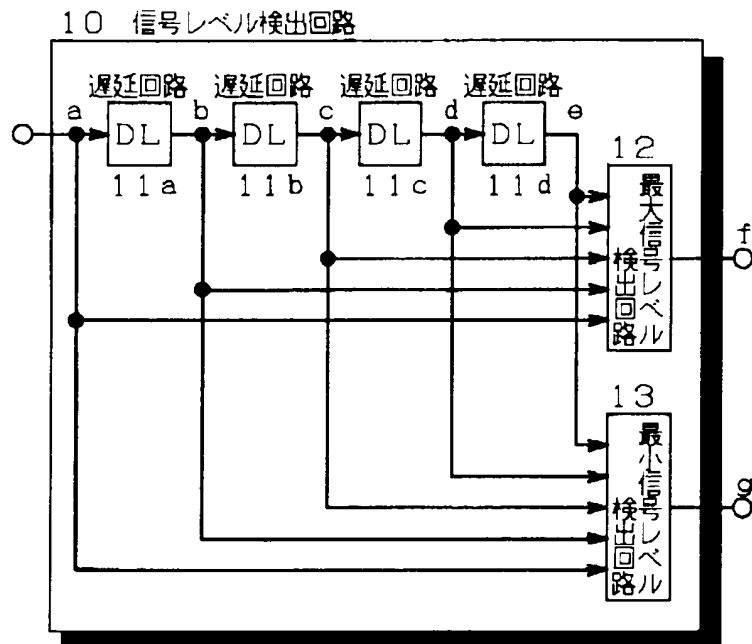 10 信号レベル検出回路
遅延回路 遅延回路 遅延回路 遅延回路
a DL b DL c DL d DL e
11a 11b 11c 11d
12
最大信号レベル検出回路
f
13
最小信号レベル検出回路
g